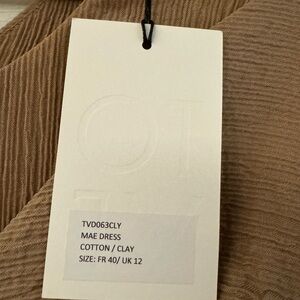 TVD063CLY
MAE DRESS
COTTON / CLAY
SIZE: FR 40/ UK 12